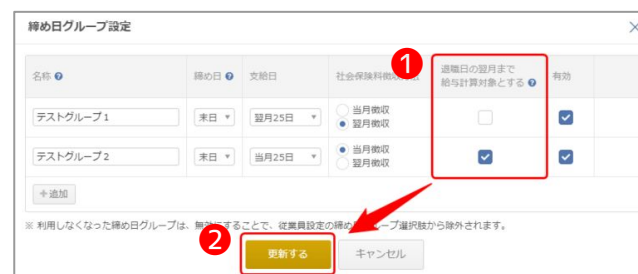 締め日グループ設定
名称 締め日 支給日 社会保険料徴収 退職日の翌月まで 給与計算対象とする 有効
1
テストグループ1 末日 翌月25日 当月徴収 翌月徴収
テストグループ2 末日 当月25日 当月徴収 翌月徴収
+追加
※ 利用しなくなった締め日グループは、無効にすることで、従業員設定の締め日グループ選択肢から除外されます。
2
更新する キャンセル